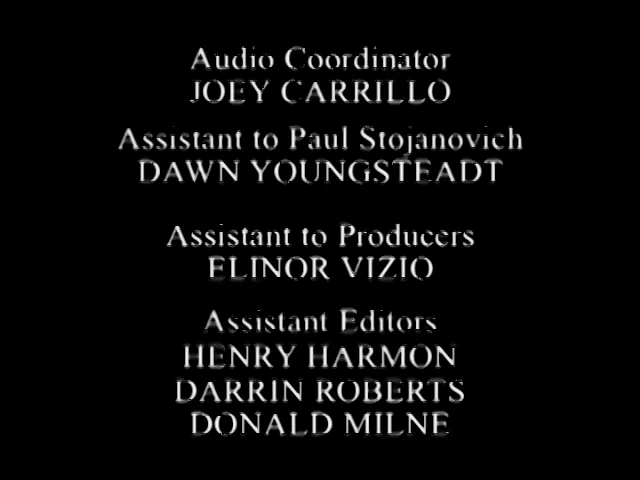 Audio Coordinator
JOEY CARRILLO
Assistant to Paul Stojanovich
DAWN YOUNGSTEADT
Assistant to Producers
ELINOR VIZIO
Assistant Editors
HENRY HARMON
DARRIN ROBERTS
DONALD MILNE